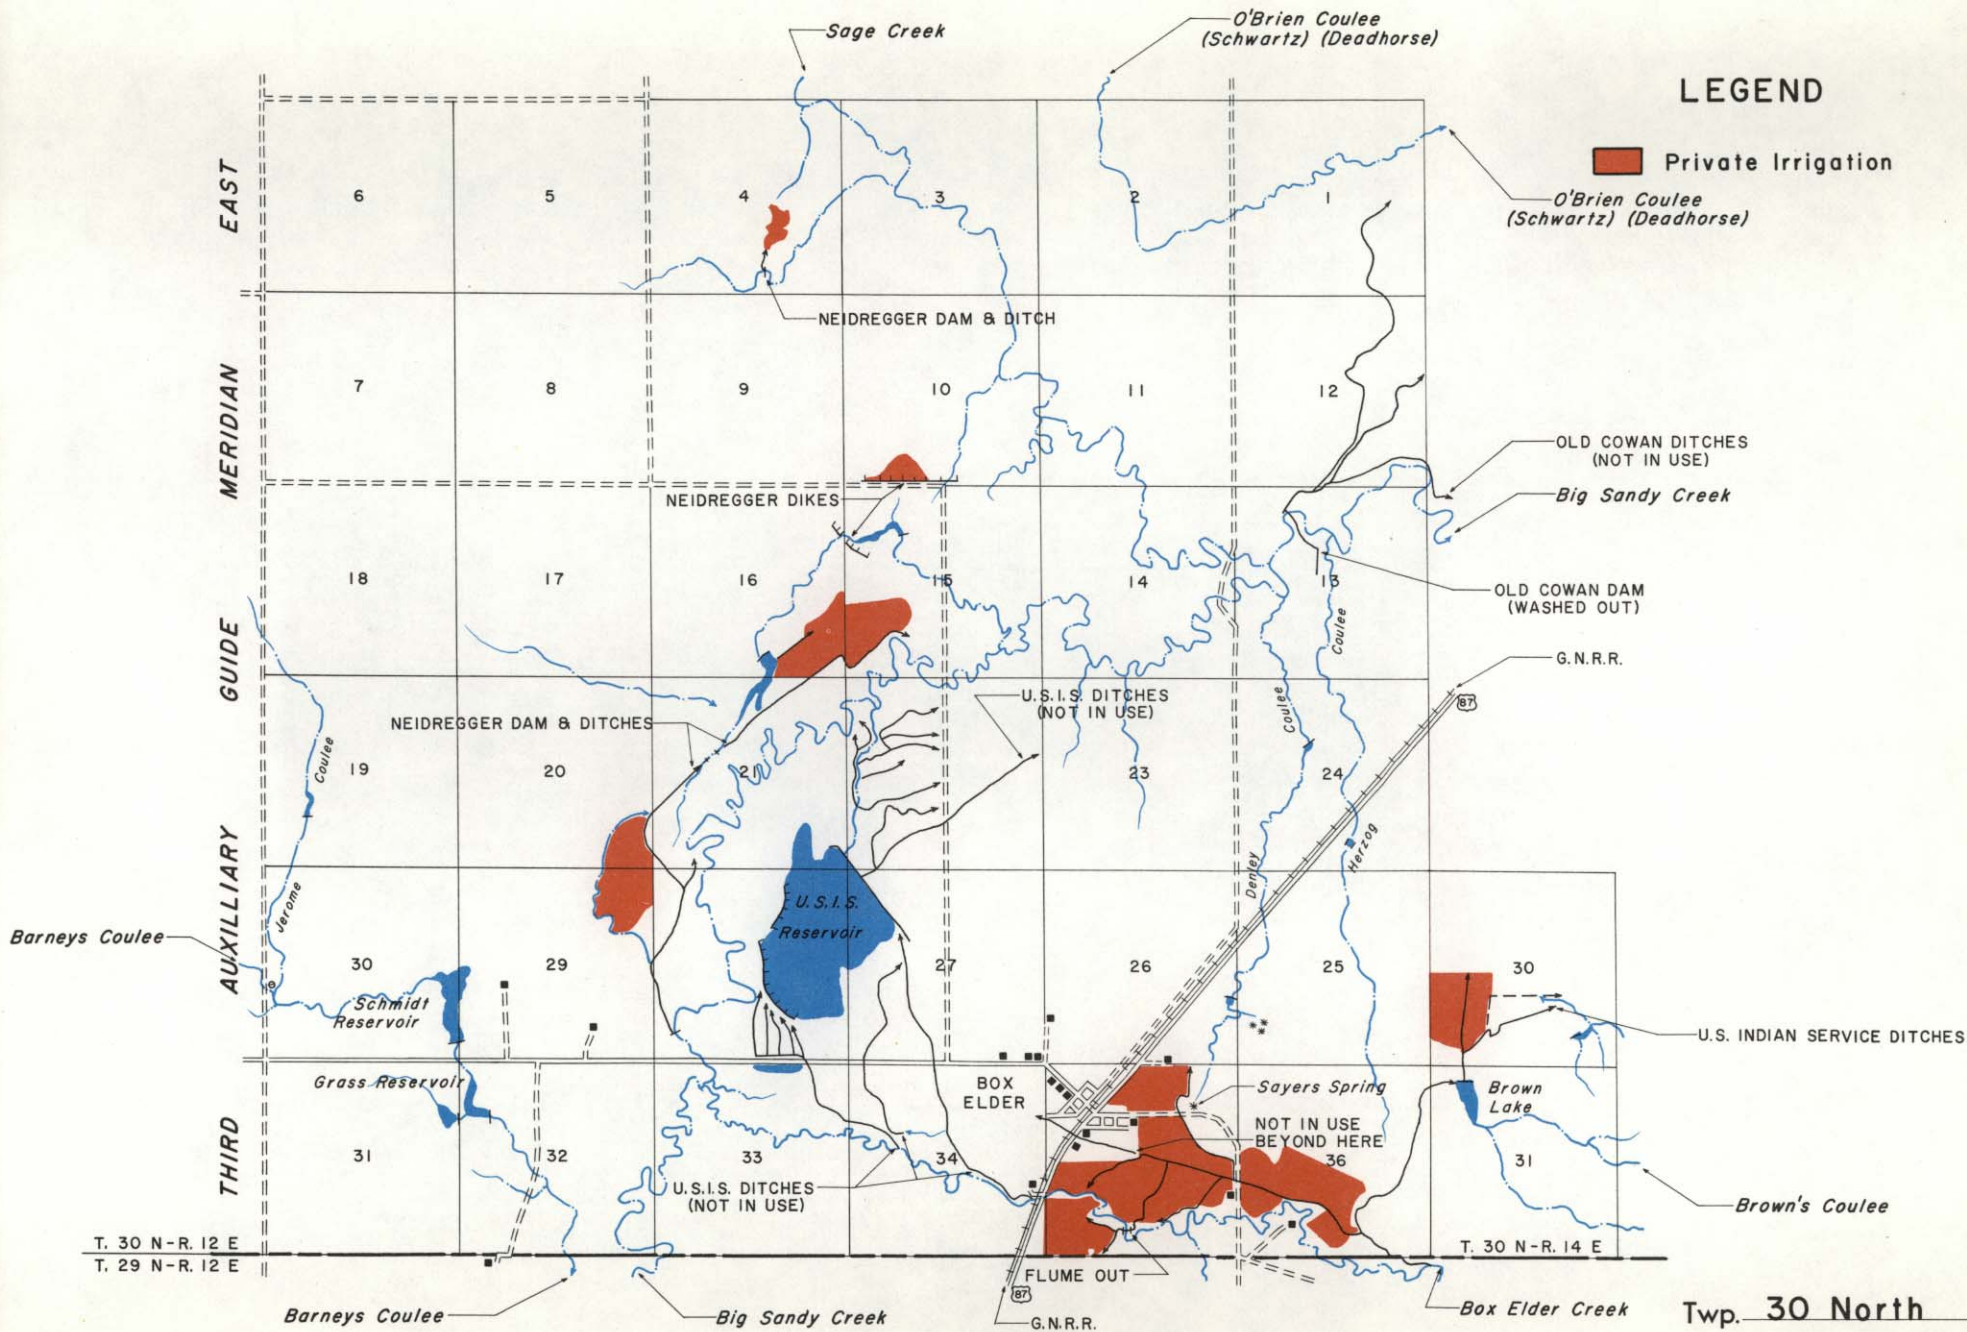 Sage Creek
O'Brien Coulee
(Schwartz) (Deadhorse)
LEGEND
Private Irrigation
O'Brien Coulee
(Schwartz) (Deadhorse)
EAST
6
5
4
3
2
1
NEIDREGGER DAM & DITCH
MERIDIAN
7
8
9
10
11
12
OLD COWAN DITCHES
(NOT IN USE)
Big Sandy Creek
NEIDREGGER DIKES
18
17
16
15
14
13
OLD COWAN DAM
(WASHED OUT)
Coulee
GUIDE
G.N.R.R.
87
U.S.I.S. DITCHES
(NOT IN USE)
Coulee
NEIDREGGER DAM & DITCHES
Coulee
19
20
21
23
24
Herzog
Denley
Jerome
AUXILLIARY
U.S.I.S.
Reservoir
Barneys Coulee
30
29
27
26
25
30
Schmidt
Reservoir
U.S. INDIAN SERVICE DITCHES
Grass Reservoir
BOX
ELDER
Sayers Spring
Brown
Lake
NOT IN USE
BEYOND HERE
THIRD
31
32
33
34
36
31
U.S.I.S. DITCHES
(NOT IN USE)
Brown's Coulee
T. 30 N-R. 12 E
T. 29 N-R. 12 E
T. 30 N-R. 14 E
FLUME OUT
87
Barneys Coulee
Big Sandy Creek
G.N.R.R.
Box Elder Creek
Twp. 30 North